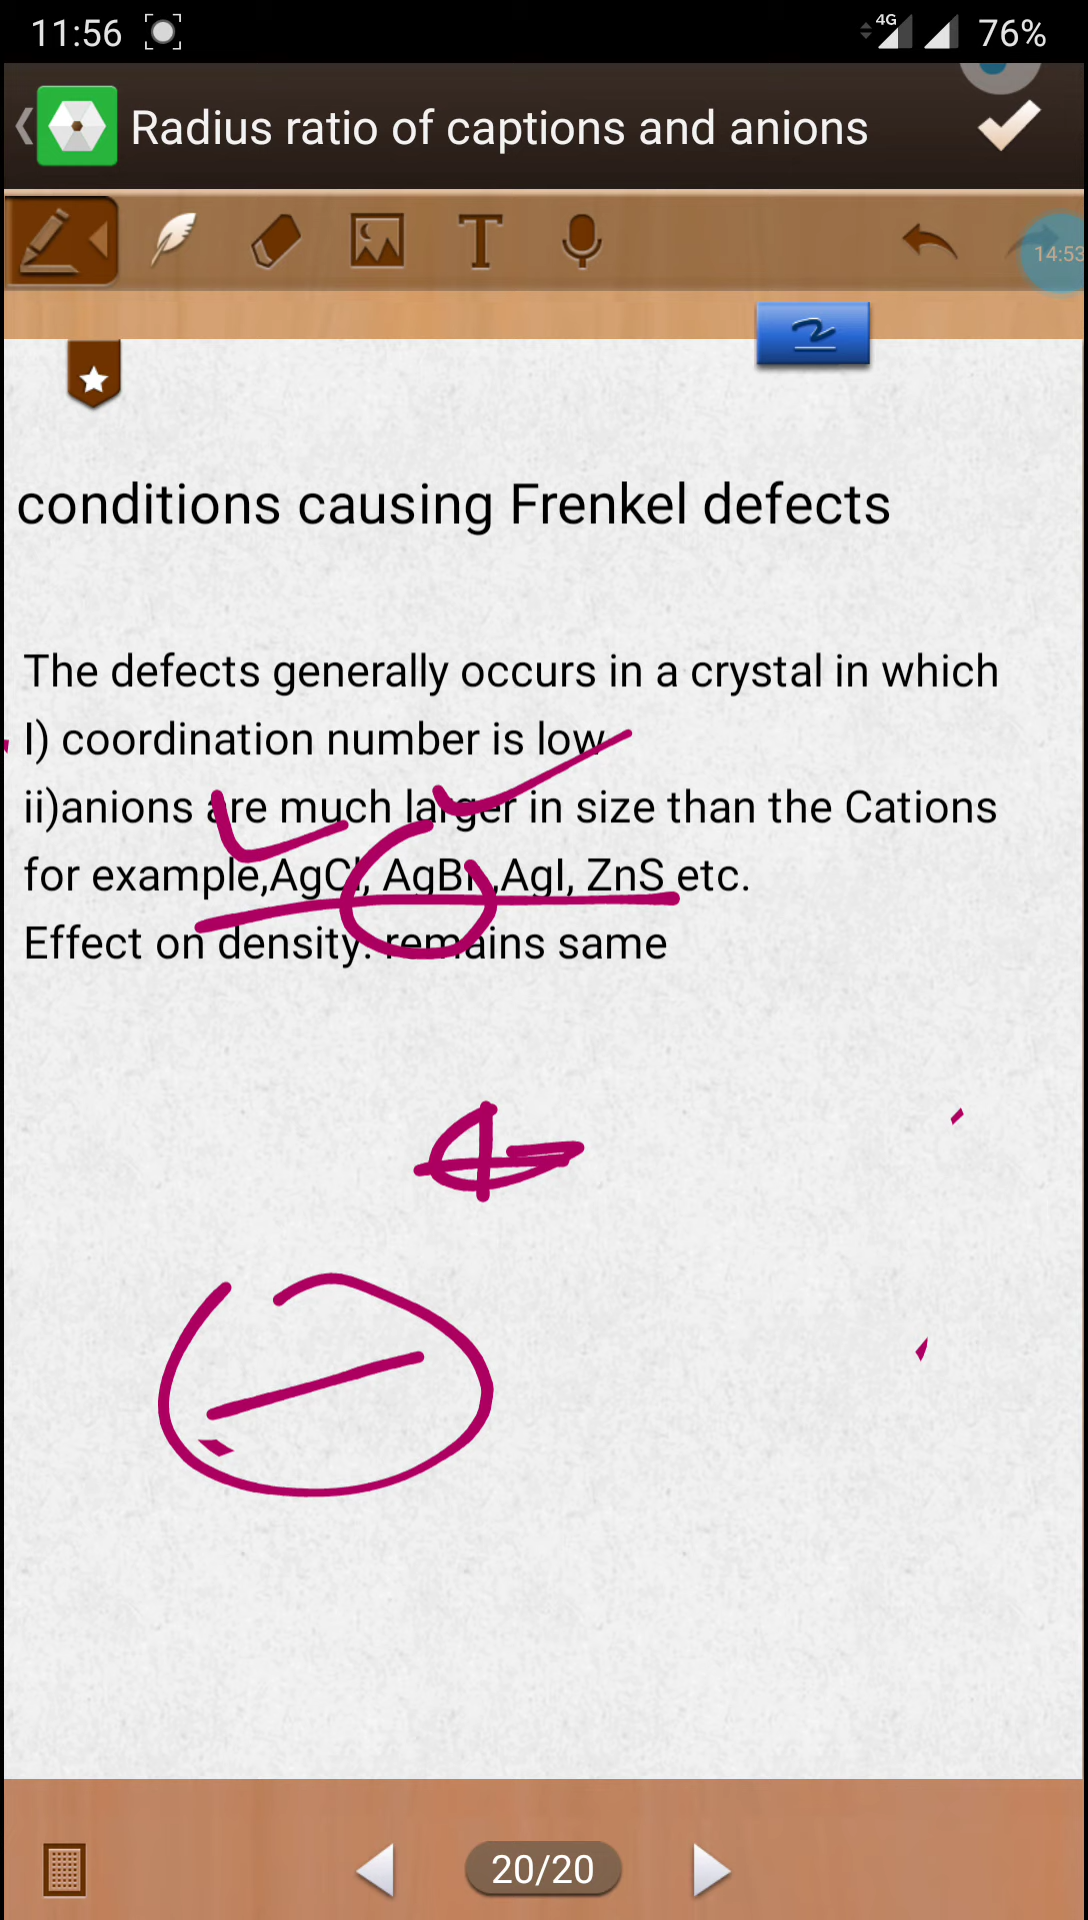 11:56 4G 76%
Radius ratio of captions and anions
T
14:53
2
conditions causing Frenkel defects
The defects generally occurs in a crystal in which
I) coordination number is low
ii)anions are much larger in size than the Cations
for example,AgCl, AgBr ,AgI, ZnS etc.
Effect on density: remains same
20/20